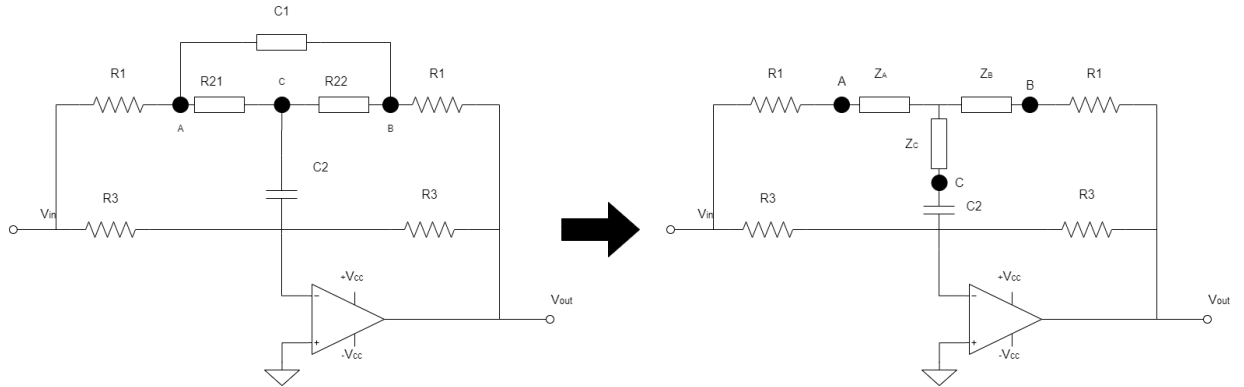 C1
R1
R21
C
R22
R1
A
B
C2
R3
R3
Vin
+Vcc
−
+
-Vcc
Vout
R1
A
ZA
ZB
B
R1
ZC
C
R3
C2
R3
Vin
+Vcc
−
+
-Vcc
Vout